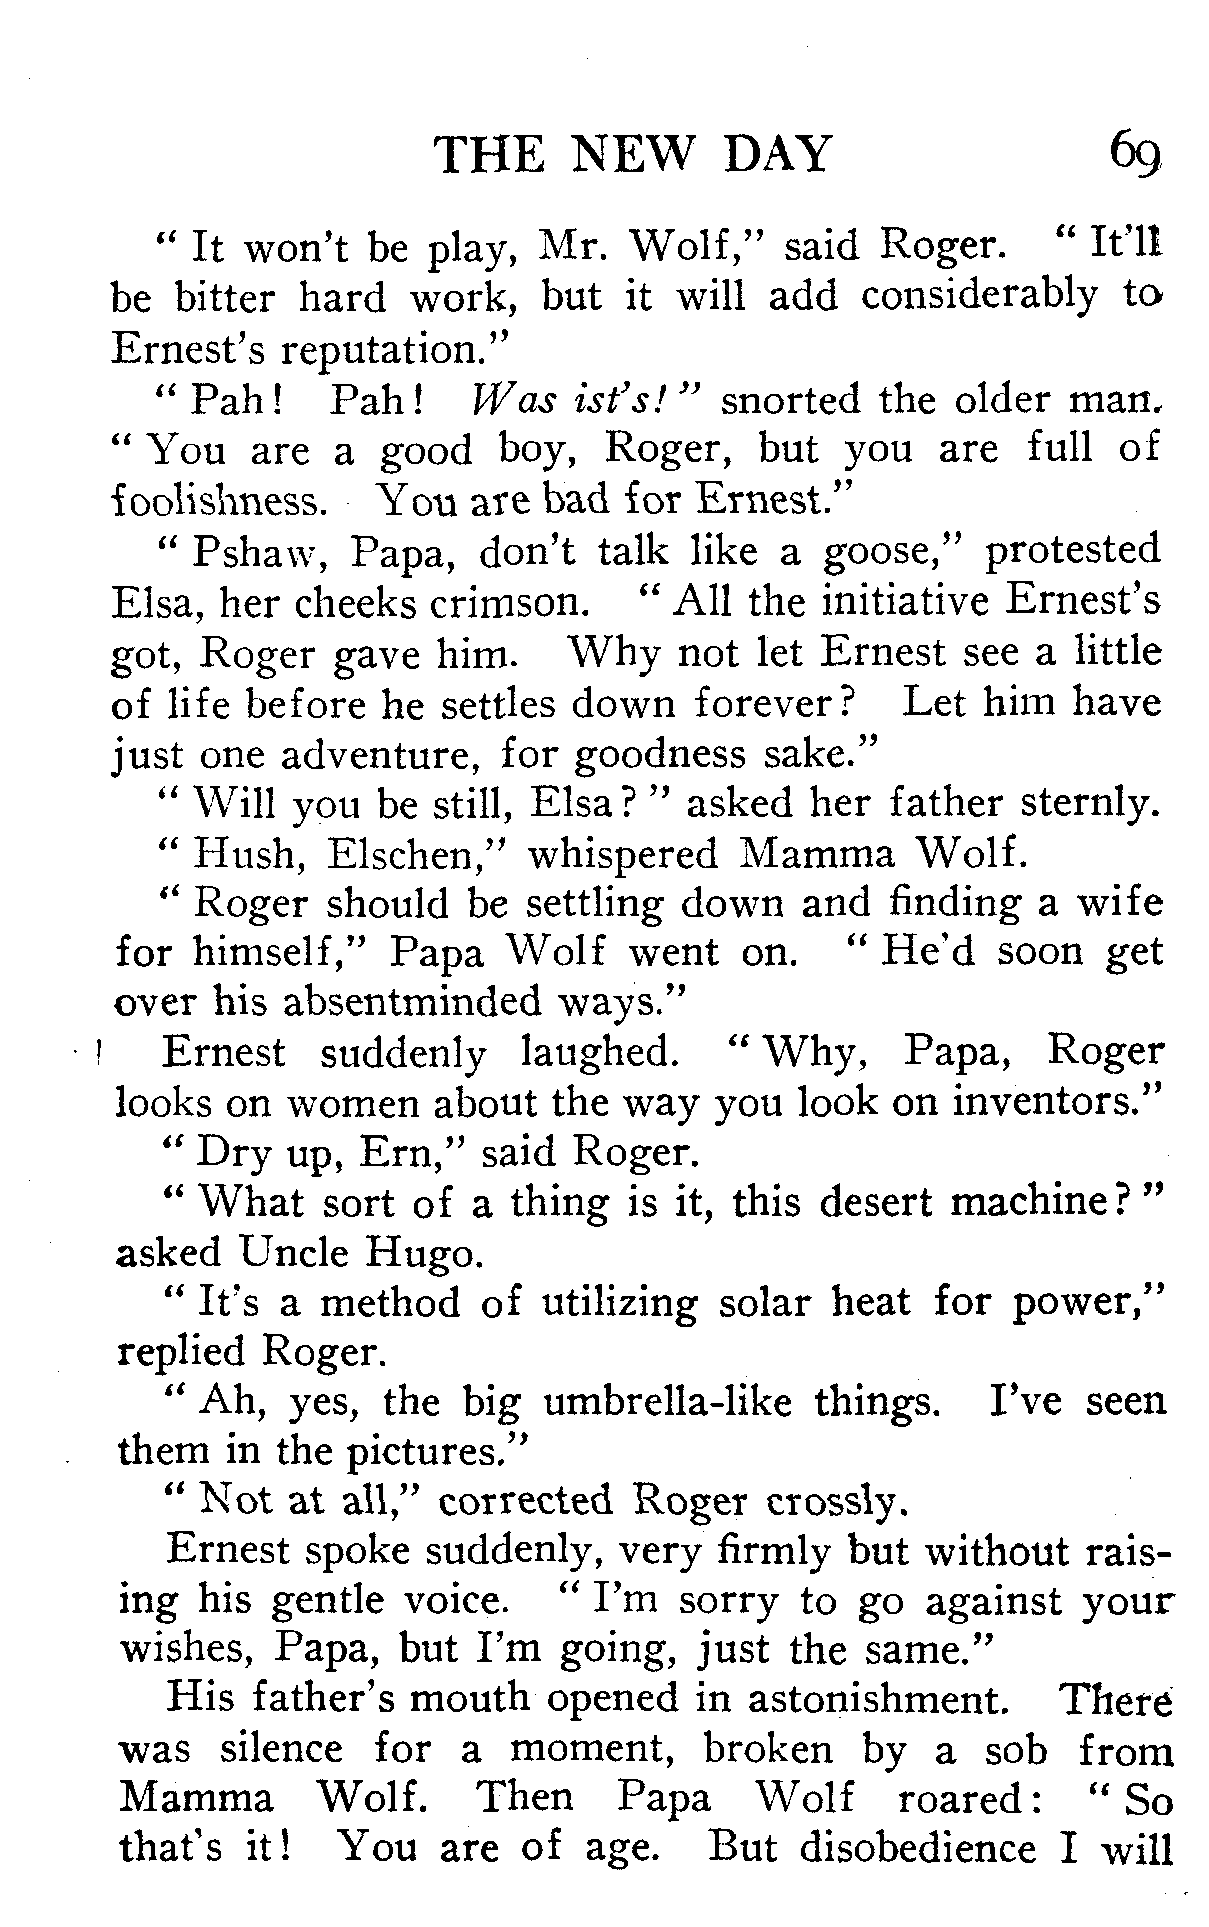 THE NEW DAY 69
" It won't be play, Mr. Wolf," said Roger. " It'll
be bitter hard work, but it will add considerably to
Ernest's reputation."
" Pah! Pah! Was ist's! " snorted the older man.
" You are a good boy, Roger, but you are full of
foolishness. You are bad for Ernest."
" Pshaw, Papa, don't talk like a goose," protested
Elsa, her cheeks crimson. " All the initiative Ernest's
got, Roger gave him. Why not let Ernest see a little
of life before he settles down forever? Let him have
just one adventure, for goodness sake."
" Will you be still, Elsa? " asked her father sternly.
" Hush, Elschen," whispered Mamma Wolf.
" Roger should be settling down and finding a wife
for himself," Papa Wolf went on. " He'd soon get
over his absentminded ways."
Ernest suddenly laughed. " Why, Papa, Roger
looks on women about the way you look on inventors."
" Dry up, Ern," said Roger.
" What sort of a thing is it, this desert machine? "
asked Uncle Hugo.
" It's a method of utilizing solar heat for power,"
replied Roger.
" Ah, yes, the big umbrella-like things. I've seen
them in the pictures."
" Not at all," corrected Roger crossly.
Ernest spoke suddenly, very firmly but without rais-
ing his gentle voice. " I'm sorry to go against your
wishes, Papa, but I'm going, just the same."
His father's mouth opened in astonishment. There
was silence for a moment, broken by a sob from
Mamma Wolf. Then Papa Wolf roared: " So
that's it! You are of age. But disobedience I will